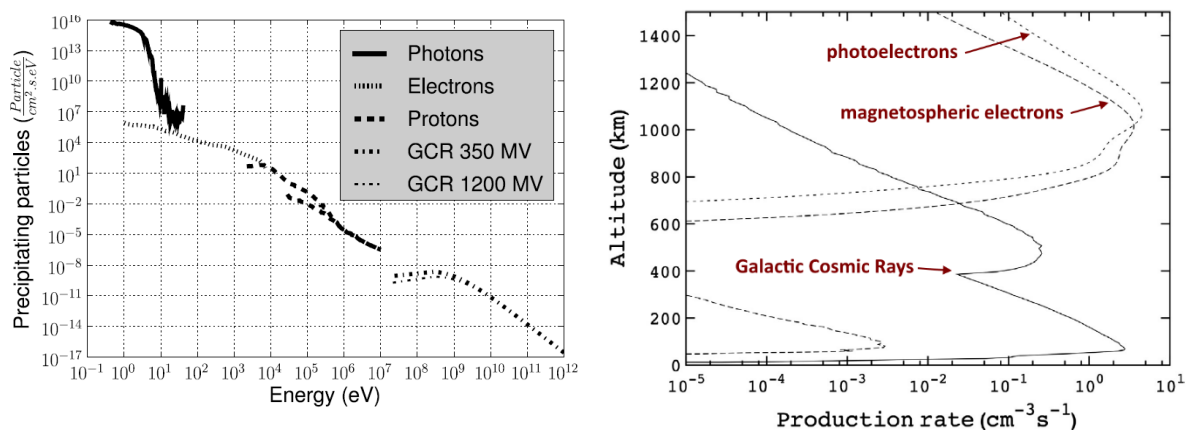 10^16
10^13
10^10
10^7
10^4
10^1
10^-2
10^-5
10^-8
10^-11
10^-14
10^-17
Precipitating particles (Particle/cm^2.s.eV)
Photons
Electrons
Protons
GCR 350 MV
GCR 1200 MV
10^-1 10^0 10^1 10^2 10^3 10^4 10^5 10^6 10^7 10^8 10^9 10^10 10^11 10^12
Energy (eV)
1400
1200
1000
800
600
400
200
0
Altitude (km)
photoelectrons
magnetospheric electrons
Galactic Cosmic Rays
10^-5 10^-4 10^-3 10^-2 10^-1 10^0 10^1
Production rate (cm^-3 s^-1)